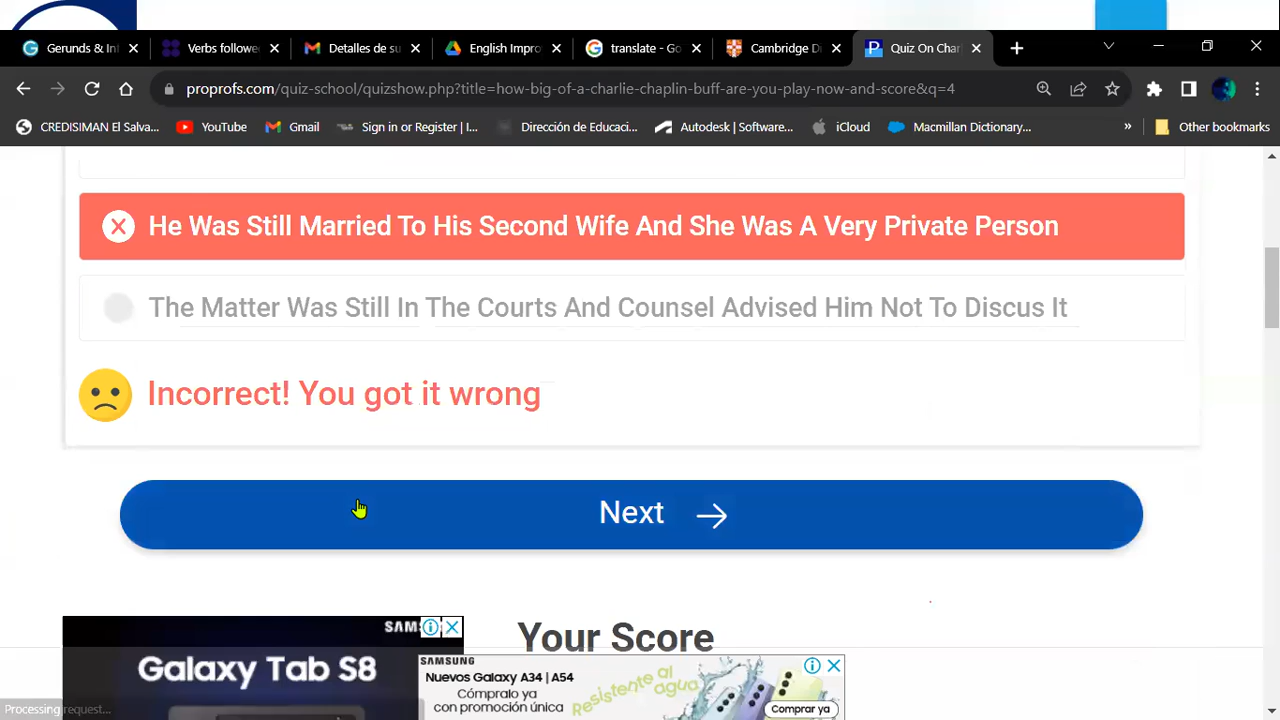 Gerunds & Inf
Verbs followe
Detalles de su
English Impro
translate - Go
Cambridge Di
Quiz On Char
proprofs.com/quiz-school/quizshow.php?title=how-big-of-a-charlie-chaplin-buff-are-you-play-now-and-score&q=4
CREDISIMAN El Salva...
YouTube
Gmail
Sign in or Register | I...
Dirección de Educaci...
Autodesk | Software...
iCloud
Macmillan Dictionary...
»
Other bookmarks
He Was Still Married To His Second Wife And She Was A Very Private Person
The Matter Was Still In The Courts And Counsel Advised Him Not To Discus It
Incorrect! You got it wrong
Next →
Your Score
SAMS
Galaxy Tab S8
SAMSUNG
Nuevos Galaxy A34 | A54
Cómpralo ya
con promoción única
Resistente al
agua
Comprar ya
Processing request...